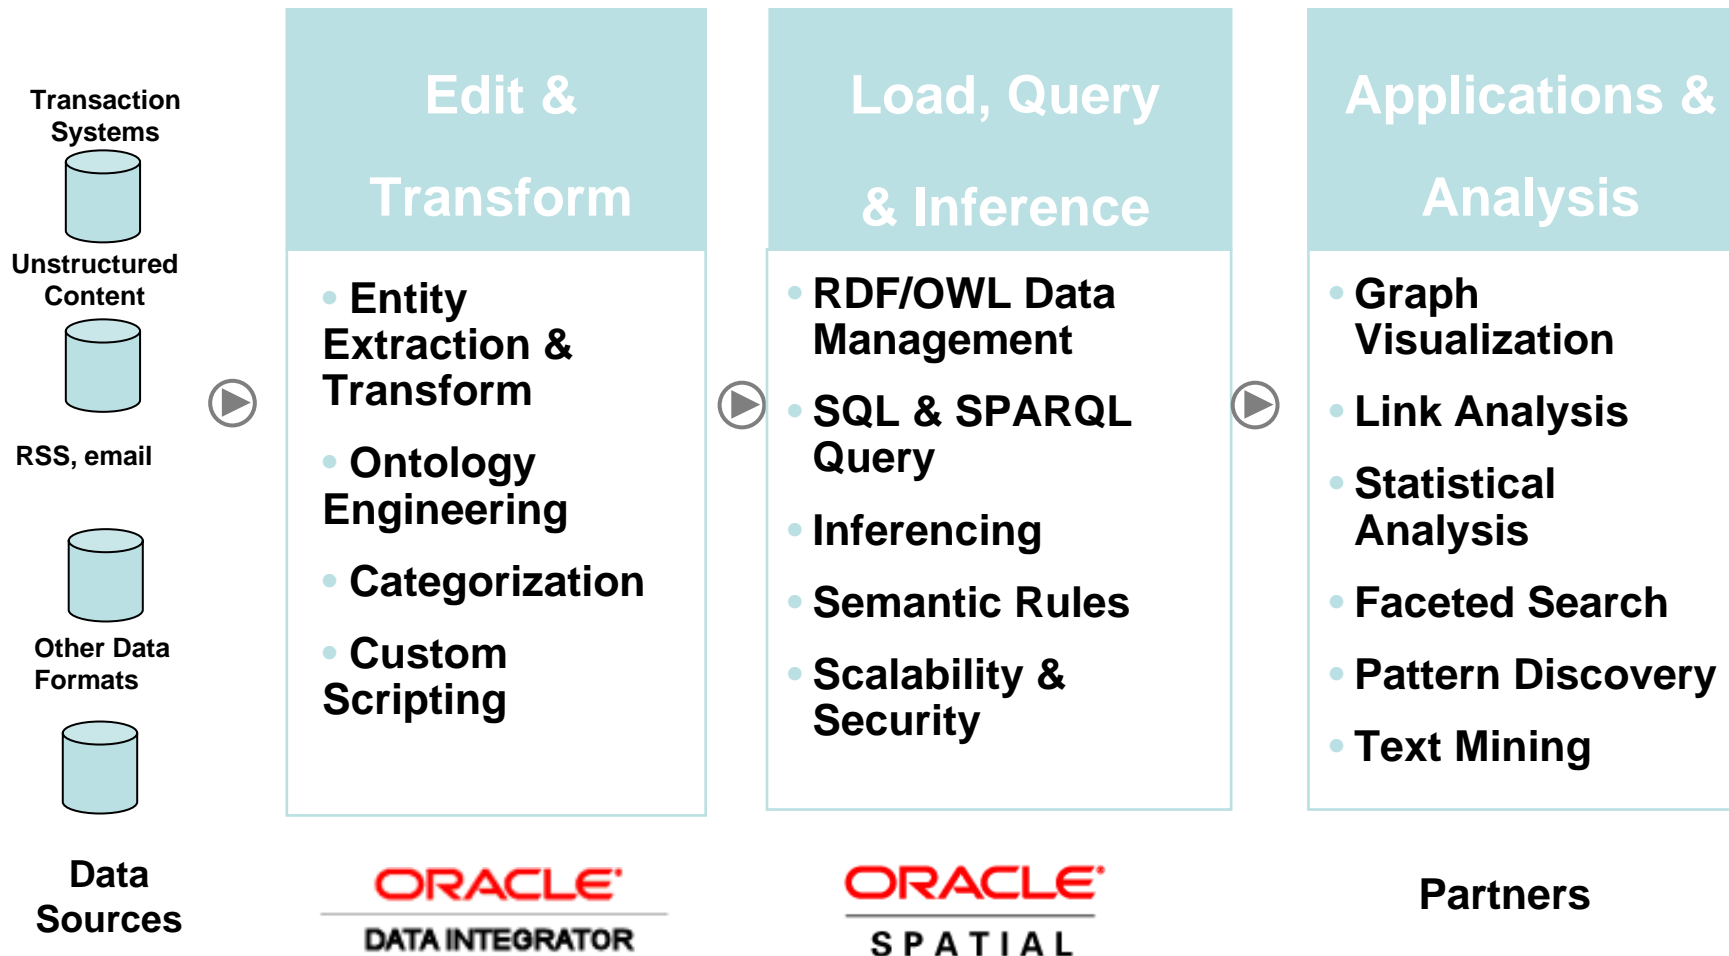 Transaction
Systems
Unstructured
Content
RSS, email
Other Data
Formats
Data
Sources
Edit &
Transform
• Entity
Extraction &
Transform
• Ontology
Engineering
• Categorization
• Custom
Scripting
ORACLE
DATA INTEGRATOR
Load, Query
& Inference
• RDF/OWL Data
Management
• SQL & SPARQL
Query
• Inferencing
• Semantic Rules
• Scalability &
Security
ORACLE
SPATIAL
Applications &
Analysis
• Graph
Visualization
• Link Analysis
• Statistical
Analysis
• Faceted Search
• Pattern Discovery
• Text Mining
Partners